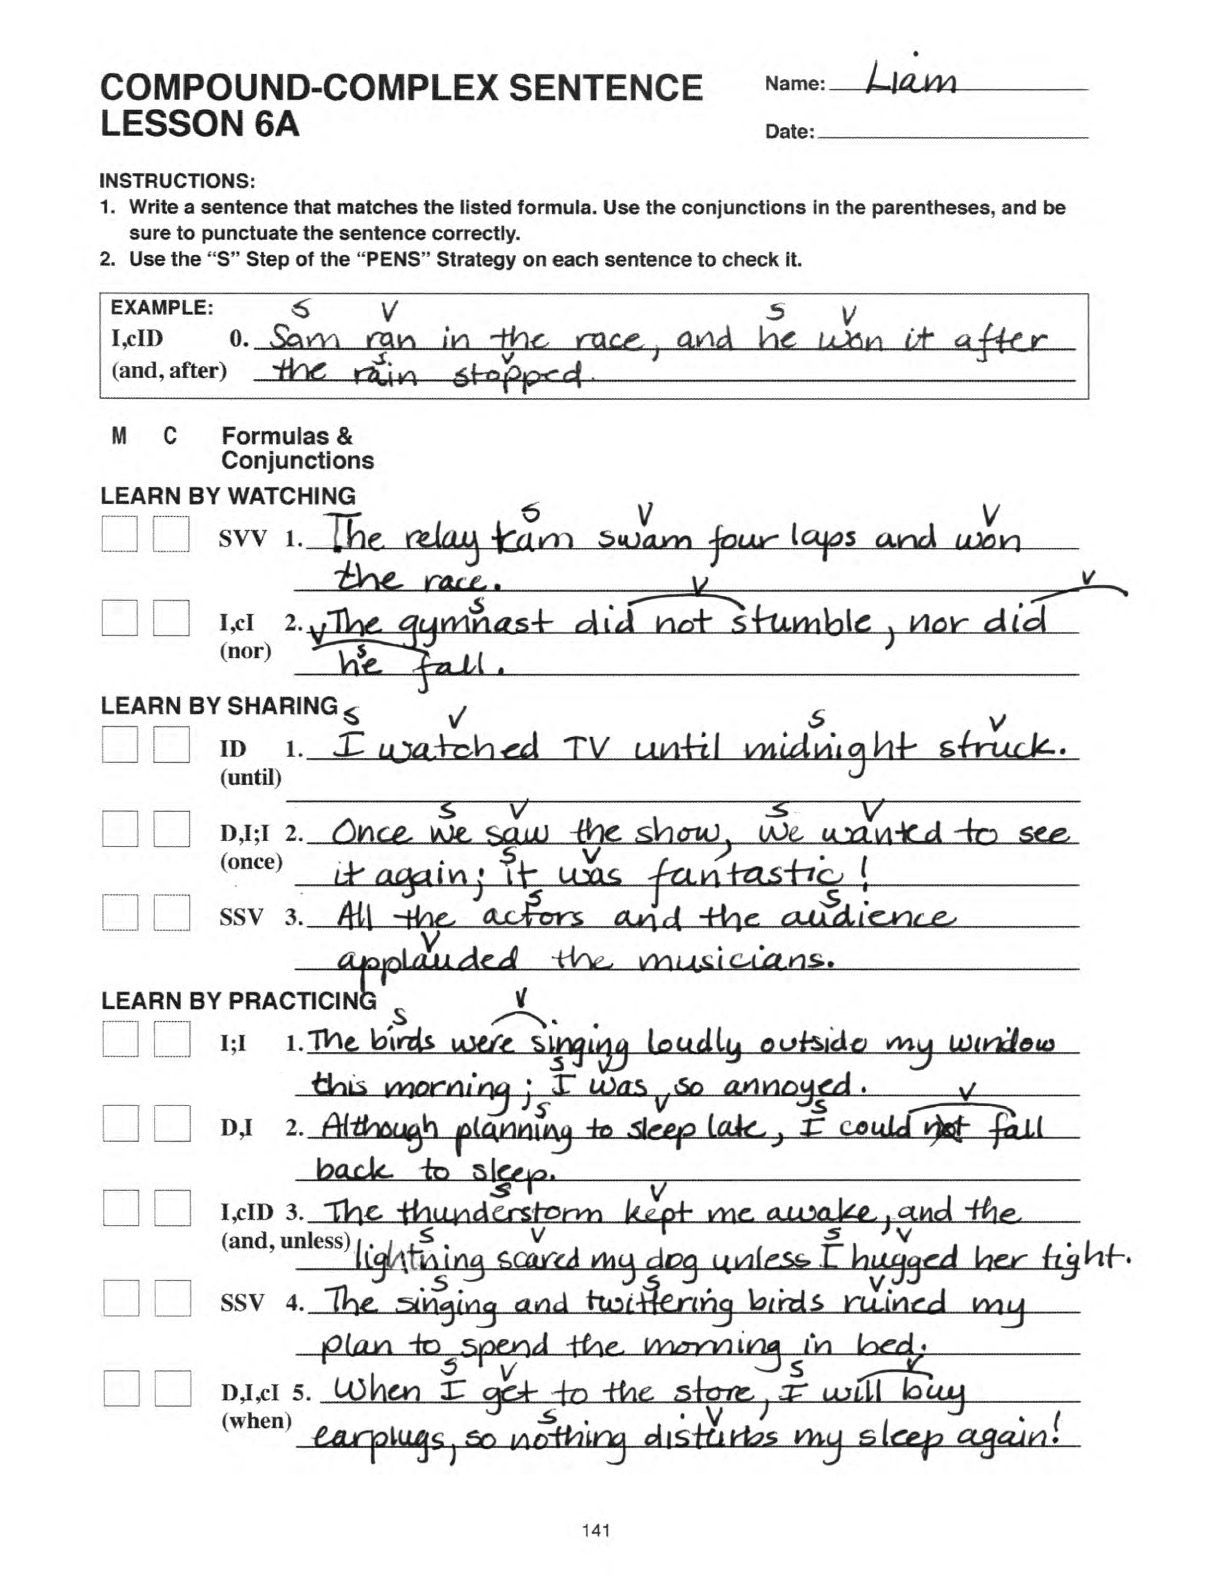 COMPOUND-COMPLEX SENTENCE
LESSON 6A
Name: Liam
Date:
INSTRUCTIONS:
1. Write a sentence that matches the listed formula. Use the conjunctions in the parentheses, and be
sure to punctuate the sentence correctly.
2. Use the "S" Step of the "PENS" Strategy on each sentence to check it.
EXAMPLE:
S V S V
I,cID 0. Sam ran in the race, and he won it after
S V
(and, after) the rain stopped.
M C Formulas &
Conjunctions
LEARN BY WATCHING
S V V
SVV 1. The relay team swam four laps and won
the race.
S V V
I,cI 2. The gymnast did not stumble, nor did
V S
(nor) he fall.
LEARN BY SHARING
S V S V
ID 1. I watched TV until midnight struck.
(until)
S V S V
D,I;I 2. Once we saw the show, we wanted to see
S V
(once) it again; it was fantastic!
S S
SSV 3. All the actors and the audience
V
applauded the musicians.
LEARN BY PRACTICING
S V
I;I 1. The birds were singing loudly outside my window
S V
this morning; I was so annoyed.
S V S V
D,I 2. Although planning to sleep late, I could not fall
back to sleep.
S V
I,cID 3. The thunderstorm kept me awake, and the
S V S V
(and, unless) lightning scared my dog unless I hugged her tight.
S S V
SSV 4. The singing and twittering birds ruined my
plan to spend the morning in bed.
S V S V
D,I,cI 5. When I get to the store, I will buy
S V
(when) earplugs, so nothing disturbs my sleep again!
141